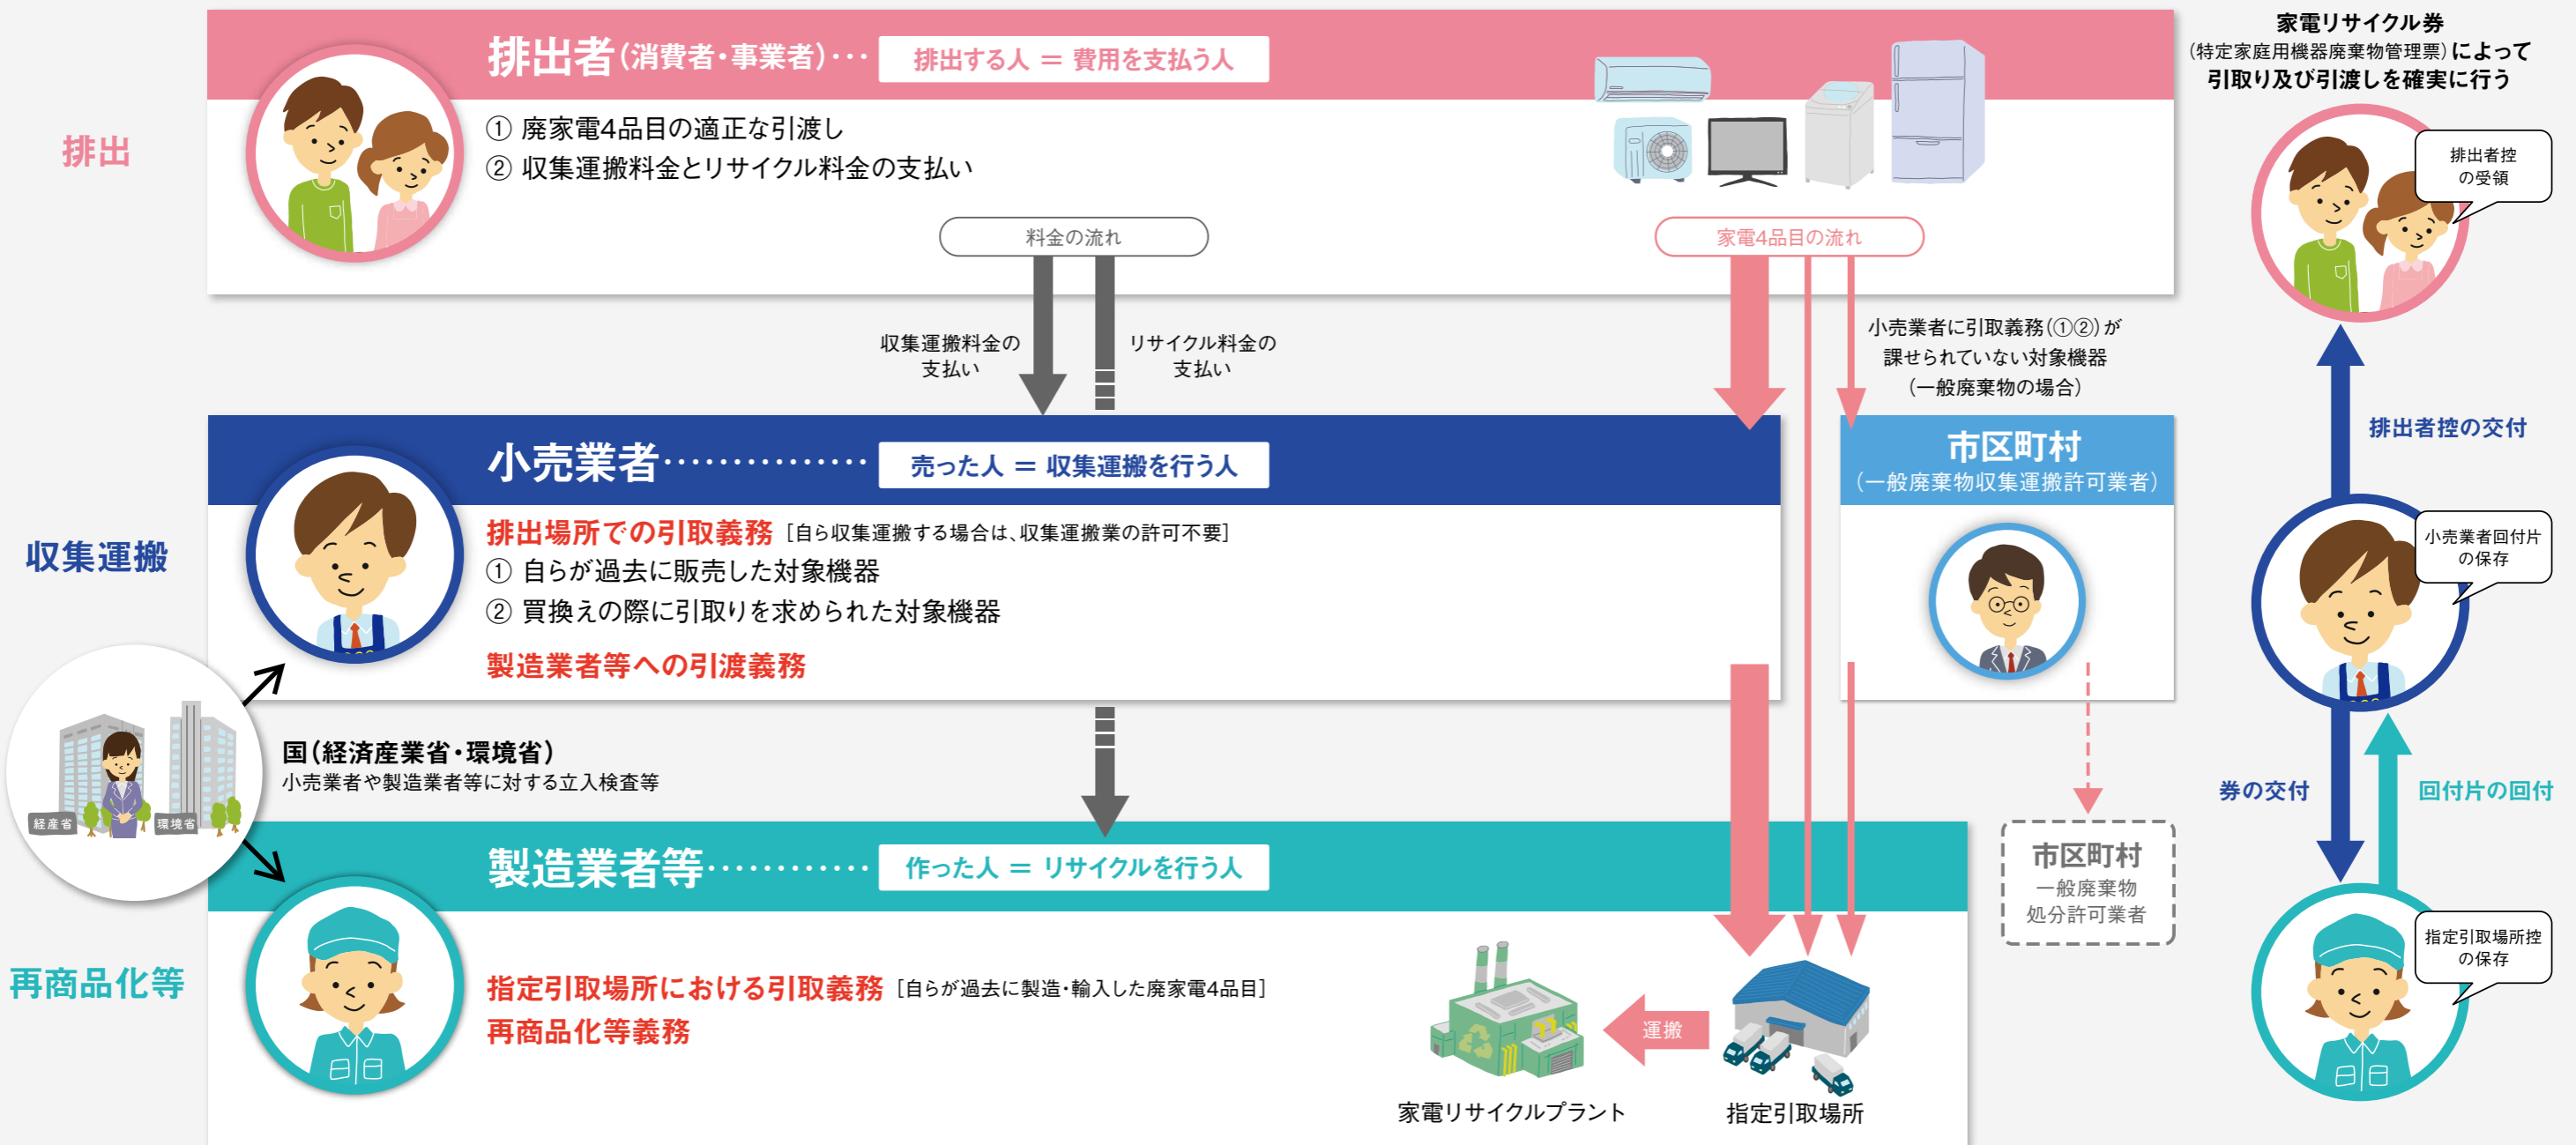 排出
排出者(消費者・事業者)・・・ 排出する人 ＝ 費用を支払う人
① 廃家電4品目の適正な引渡し
② 収集運搬料金とリサイクル料金の支払い
料金の流れ
家電4品目の流れ
収集運搬料金の
支払い
リサイクル料金の
支払い
小売業者に引取義務(①②)が
課せられていない対象機器
(一般廃棄物の場合)
収集運搬
小売業者・・・・・・・・・・・・・・・ 売った人 ＝ 収集運搬を行う人
排出場所での引取義務 [自ら収集運搬する場合は、収集運搬業の許可不要]
① 自らが過去に販売した対象機器
② 買換えの際に引取りを求められた対象機器
製造業者等への引渡義務
市区町村
(一般廃棄物収集運搬許可業者)
経産省
環境省
国(経済産業省・環境省)
小売業者や製造業者等に対する立入検査等
市区町村
一般廃棄物
処分許可業者
再商品化等
製造業者等・・・・・・・・・・・・ 作った人 ＝ リサイクルを行う人
指定引取場所における引取義務 [自らが過去に製造・輸入した廃家電4品目]
再商品化等義務
運搬
家電リサイクルプラント
指定引取場所
家電リサイクル券
(特定家庭用機器廃棄物管理票)によって
引取り及び引渡しを確実に行う
排出者控
の受領
排出者控の交付
小売業者回付片
の保存
券の交付
回付片の回付
指定引取場所控
の保存